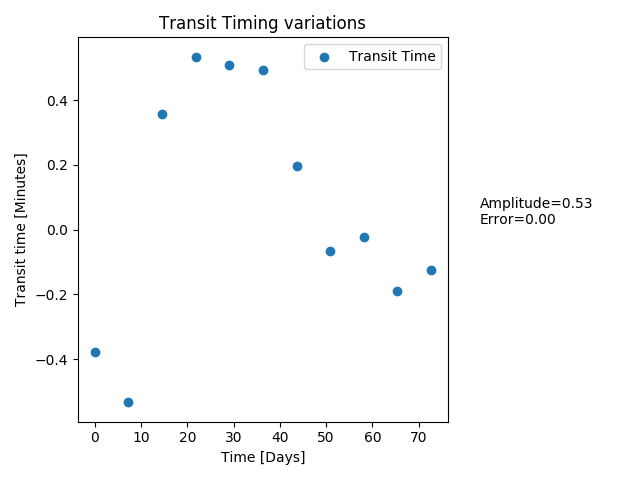 Transit Timing variations
Transit Time
Transit time [Minutes]
0.4
0.2
0.0
−0.2
−0.4
Amplitude=0.53
Error=0.00
0 10 20 30 40 50 60 70
Time [Days]